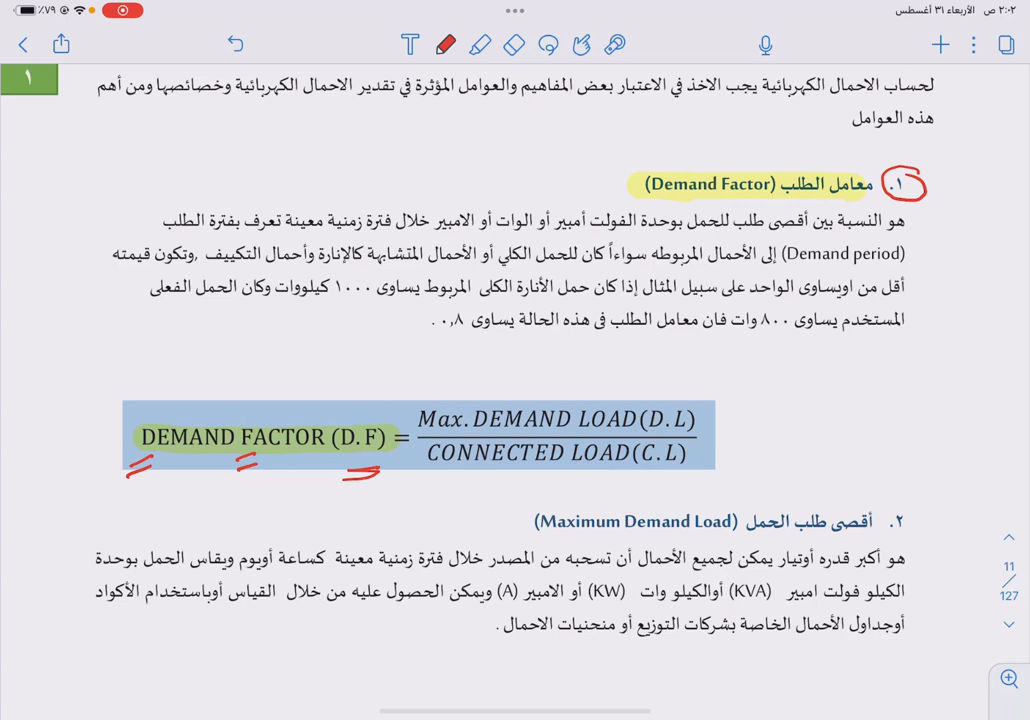 ٪٧٩
٢:٠٢ ص الأربعاء ٣١ أغسطس
١
لحساب الاحمال الكهربائية يجب الاخذ في الاعتبار بعض المفاهيم والعوامل المؤثرة في تقدير الاحمال الكهربائية وخصائصها ومن أهم
هذه العوامل
١. معامل الطلب (Demand Factor)
هو النسبة بين أقصى طلب للحمل بوحدة الفولت أمبير أو الوات أو الامبير خلال فترة زمنية معينة تعرف بفترة الطلب
(Demand period) إلى الأحمال المربوطه سواءاً كان للحمل الكلي أو الأحمال المتشابهة كالإنارة وأحمال التكييف ,وتكون قيمته
أقل من اويساوى الواحد على سبيل المثال إذا كان حمل الأنارة الكلى المربوط يساوى ١٠٠٠ كيلووات وكان الحمل الفعلى
المستخدم يساوى ٨٠٠ وات فان معامل الطلب فى هذه الحالة يساوى ٠,٨ .
DEMAND FACTOR (D.F) = Max.DEMAND LOAD(D.L)
CONNECTED LOAD(C.L)
٢. أقصى طلب الحمل (Maximum Demand Load)
هو أكبر قدره أوتيار يمكن لجميع الأحمال أن تسحبه من المصدر خلال فترة زمنية معينة كساعة أويوم ويقاس الحمل بوحدة
الكيلو فولت امبير (KVA) أوالكيلو وات (KW) أو الامبير (A) ويمكن الحصول عليه من خلال القياس أوباستخدام الأكواد
أوجداول الأحمال الخاصة بشركات التوزيع أو منحنيات الاحمال .
11
127